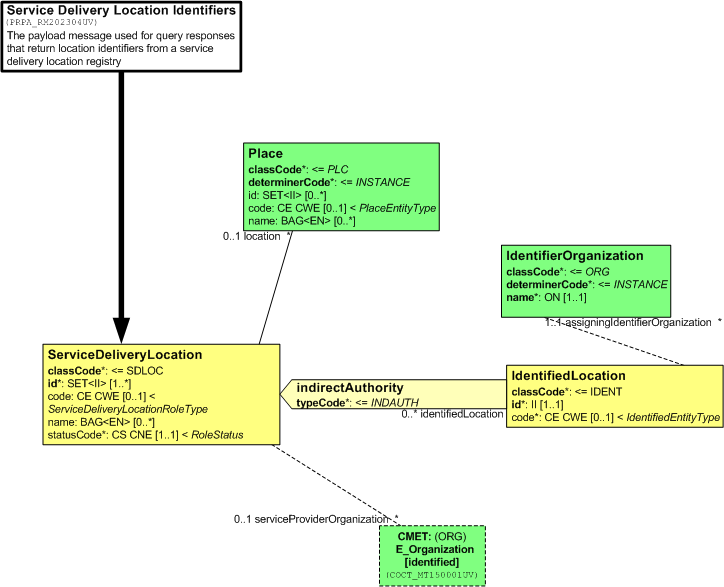 Service Delivery Location Identifiers
(PRPA_RM202304UV)
The payload message used for query responses
that return location identifiers from a service
delivery location registry
Place
classCode*: <= PLC
determinerCode*: <= INSTANCE
id: SET<II> [0..*]
code: CE CWE [0..1] < PlaceEntityType
name: BAG<EN> [0..*]
0..1 location *
IdentifierOrganization
classCode*: <= ORG
determinerCode*: <= INSTANCE
name*: ON [1..1]
1..1 assigningIdentifierOrganization *
ServiceDeliveryLocation
classCode*: <= SDLOC
id*: SET<II> [1..*]
code: CE CWE [0..1] <
ServiceDeliveryLocationRoleType
name: BAG<EN> [0..*]
statusCode*: CS CNE [1..1] < RoleStatus
indirectAuthority
typeCode*: <= INDAUTH
0..* identifiedLocation
IdentifiedLocation
classCode*: <= IDENT
id*: II [1..1]
code*: CE CWE [0..1] < IdentifiedEntityType
0..1 serviceProviderOrganization *
CMET: (ORG)
E_Organization
[identified]
(COCT_MT150001UV)